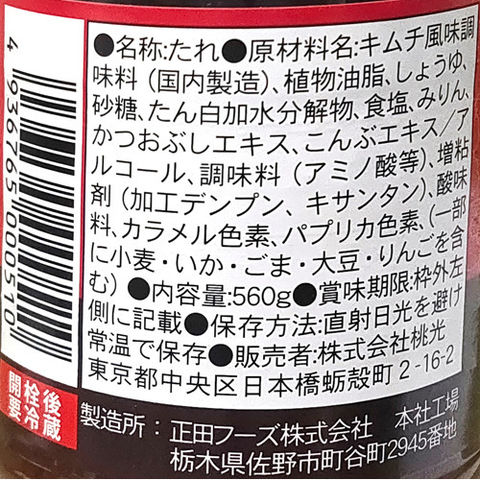 ●名称:たれ●原材料名:キムチ風味調
味料(国内製造)、植物油脂、しょうゆ、
砂糖、たん白加水分解物、食塩、みりん、
かつおぶしエキス、こんぶエキス/ア
ルコール、調味料(アミノ酸等)、増粘
剤(加工デンプン、キサンタン)、酸味
料、カラメル色素、パプリカ色素、(一部
に小麦・いか・ごま・大豆・りんごを含
む)●内容量:560g●賞味期限:枠外左
側に記載●保存方法:直射日光を避け
常温で保存●販売者:株式会社桃光
東京都中央区日本橋蛎殻町2-16-2
製造所:正田フーズ株式会社 本社工場
栃木県佐野市町谷町2945番地
開栓後
要冷蔵
4 936765 000510